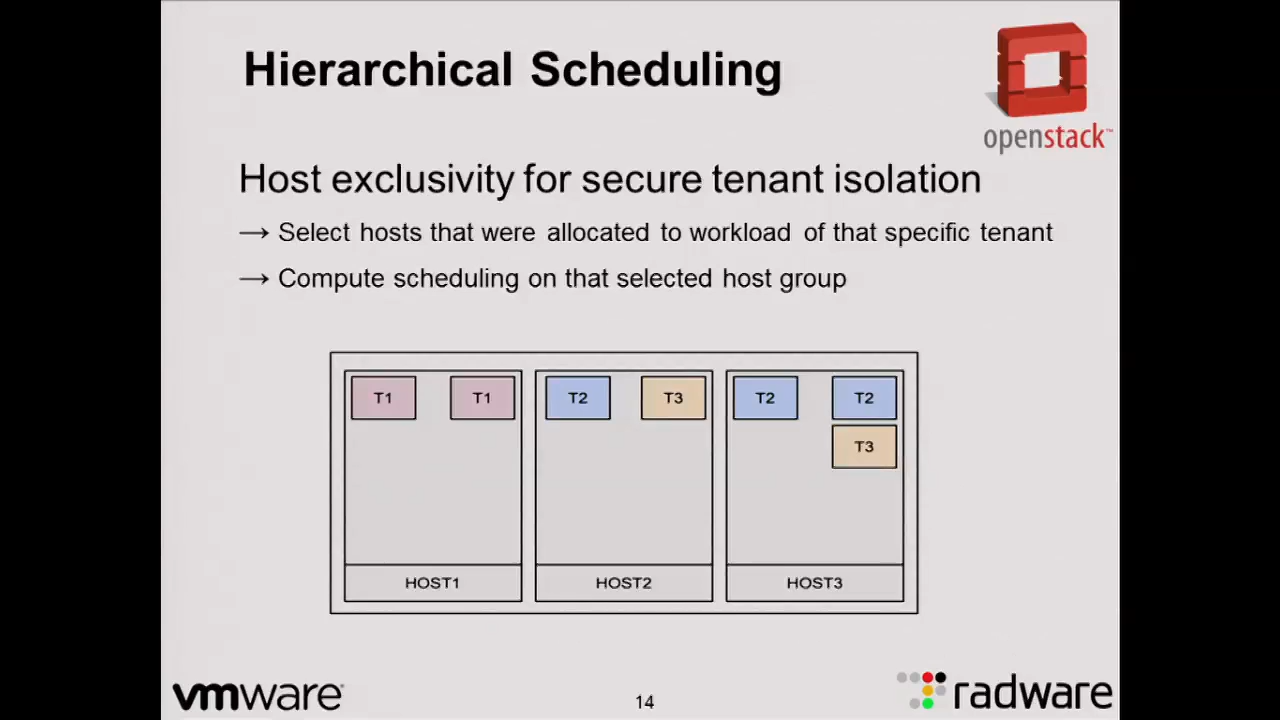 Hierarchical Scheduling
openstack™
Host exclusivity for secure tenant isolation
→ Select hosts that were allocated to workload of that specific tenant
→ Compute scheduling on that selected host group
T1 T1 T2 T3 T2 T2
T3
HOST1 HOST2 HOST3
vmware
14
radware